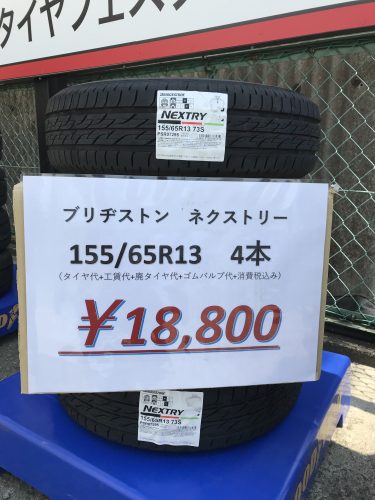 タイヤフェス
BRIDGESTONE
NEXTRY
155/65R13 73S
PSR07295
ブリヂストン ネクストリー
155/65R13 4本
（タイヤ代+工賃代+廃タイヤ代+ゴムバルブ代+消費税込み）
￥18,800
NEXTRY
155/65R13 73S